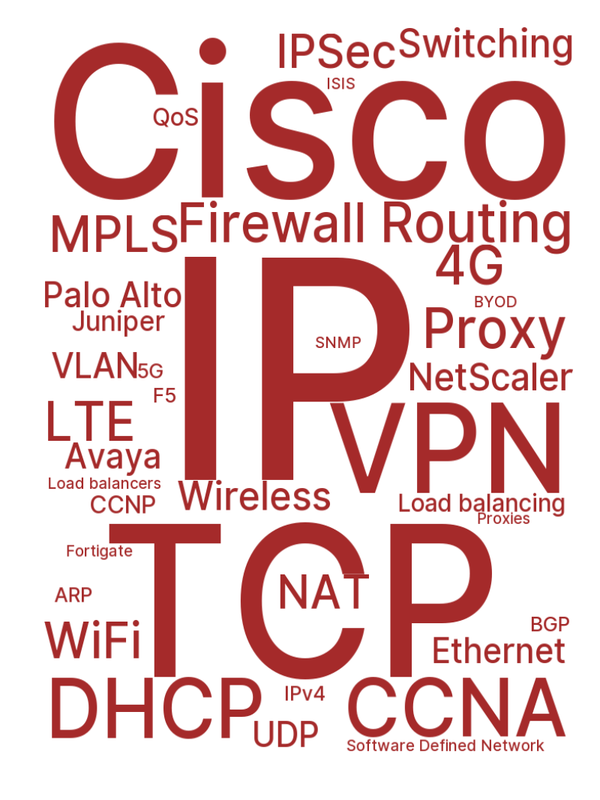 IPSec
Switching
Cisco
ISIS
QoS
MPLS
Firewall
Routing
4G
Palo Alto
BYOD
Juniper
Proxy
IP
SNMP
VLAN
5G
NetScaler
F5
LTE
VPN
Avaya
Load balancers
Wireless
CCNP
Load balancing
Proxies
TCP
Fortigate
NAT
ARP
WiFi
BGP
Ethernet
DHCP
IPv4
CCNA
UDP
Software Defined Network